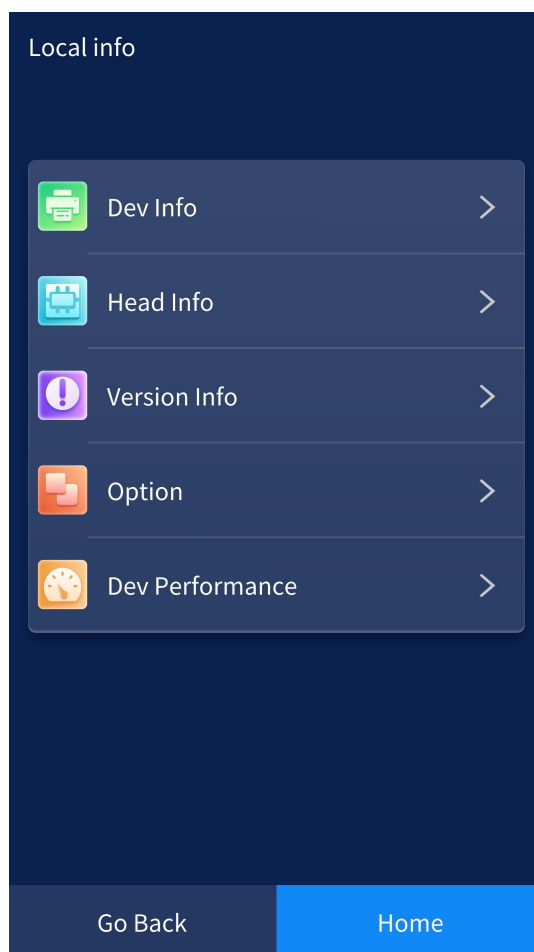 Local info
Dev Info
Head Info
Version Info
Option
Dev Performance
Go Back
Home